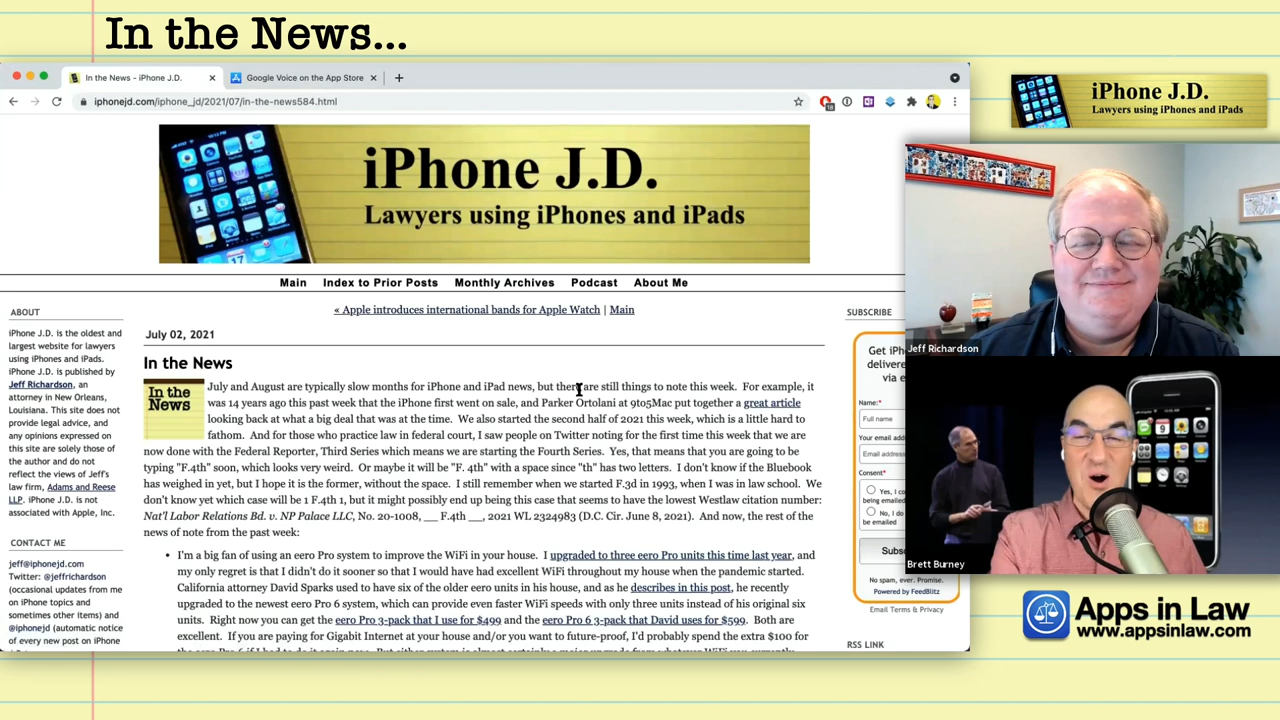 In the News...
In the News - iPhone J.D.
Google Voice on the App Store
iphonejd.com/iphone_jd/2021/07/in-the-news584.html
iPhone J.D.
Lawyers using iPhones and iPads
Main Index to Prior Posts Monthly Archives Podcast About Me
« Apple introduces international bands for Apple Watch | Main
ABOUT
iPhone J.D. is the oldest and
largest website for lawyers
using iPhones and iPads.
iPhone J.D. is published by
Jeff Richardson, an
attorney in New Orleans,
Louisiana. This site does not
provide legal advice, and
any opinions expressed on
this site are solely those of
the author and do not
reflect the views of Jeff's
law firm, Adams and Reese
LLP. iPhone J.D. is not
associated with Apple, Inc.
CONTACT ME
jeff@iphonejd.com
Twitter: @jeffrichardson
(occasional updates from me
on iPhone topics and
sometimes other items) and
@iphonejd (automatic notice
of every new post on iPhone
July 02, 2021
In the News
In the
News
July and August are typically slow months for iPhone and iPad news, but there are still things to note this week. For example, it
was 14 years ago this past week that the iPhone first went on sale, and Parker Ortolani at 9to5Mac put together a great article
looking back at what a big deal that was at the time. We also started the second half of 2021 this week, which is a little hard to
fathom. And for those who practice law in federal court, I saw people on Twitter noting for the first time this week that we are
now done with the Federal Reporter, Third Series which means we are starting the Fourth Series. Yes, that means that you are going to be
typing "F.4th" soon, which looks very weird. Or maybe it will be "F. 4th" with a space since "th" has two letters. I don't know if the Bluebook
has weighed in yet, but I hope it is the former, without the space. I still remember when we started F.3d in 1993, when I was in law school. We
don't know yet which case will be 1 F.4th 1, but it might possibly end up being this case that seems to have the lowest Westlaw citation number:
Nat'l Labor Relations Bd. v. NP Palace LLC, No. 20-1008, __ F.4th __, 2021 WL 2324983 (D.C. Cir. June 8, 2021). And now, the rest of the
news of note from the past week:
• I'm a big fan of using an eero Pro system to improve the WiFi in your house. I upgraded to three eero Pro units this time last year, and
my only regret is that I didn't do it sooner so that I would have had excellent WiFi throughout my house when the pandemic started.
California attorney David Sparks used to have six of the older eero units in his house, and as he describes in this post, he recently
upgraded to the newest eero Pro 6 system, which can provide even faster WiFi speeds with only three units instead of his original six
units. Right now you can get the eero Pro 3-pack that I use for $499 and the eero Pro 6 3-pack that David uses for $599. Both are
excellent. If you are paying for Gigabit Internet at your house and/or you want to future-proof, I'd probably spend the extra $100 for
SUBSCRIBE
Get iPh
delivere
via e
Name:*
Full name
Your email addr
Email addres
Consent:*
Yes, I co
being emailed
No, I do
be emailed
Subsc
No spam, ever. Promise.
Powered by FeedBlitz
Email Terms & Privacy
RSS LINK
iPhone J.D.
Lawyers using iPhones and iPads
Jeff Richardson
Brett Burney
Apps in Law
www.appsinlaw.com